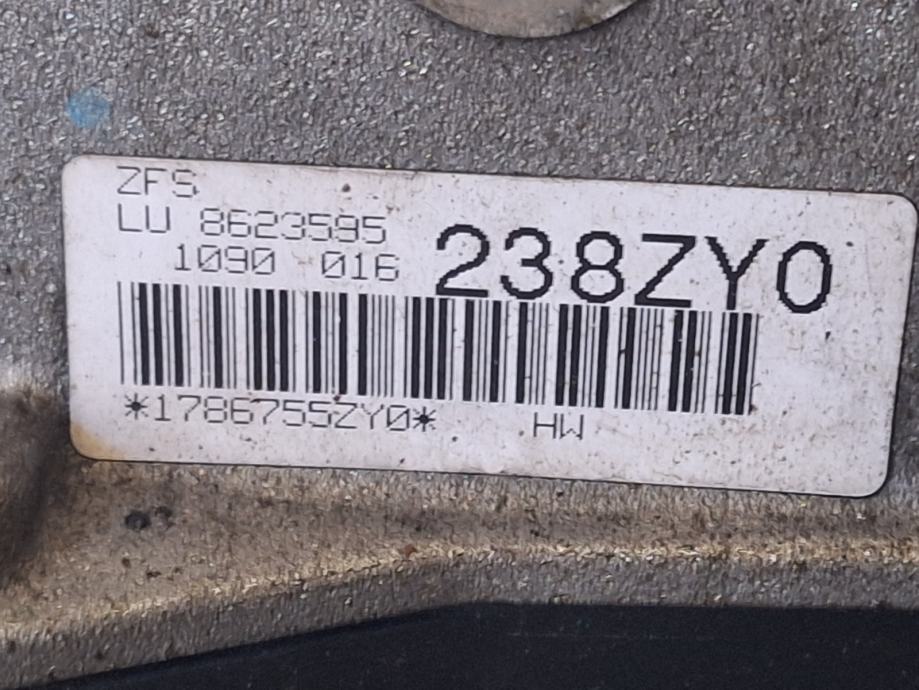 ZFS
LU 8623595
1090 016
238ZY0
*1786755ZY0*
HW